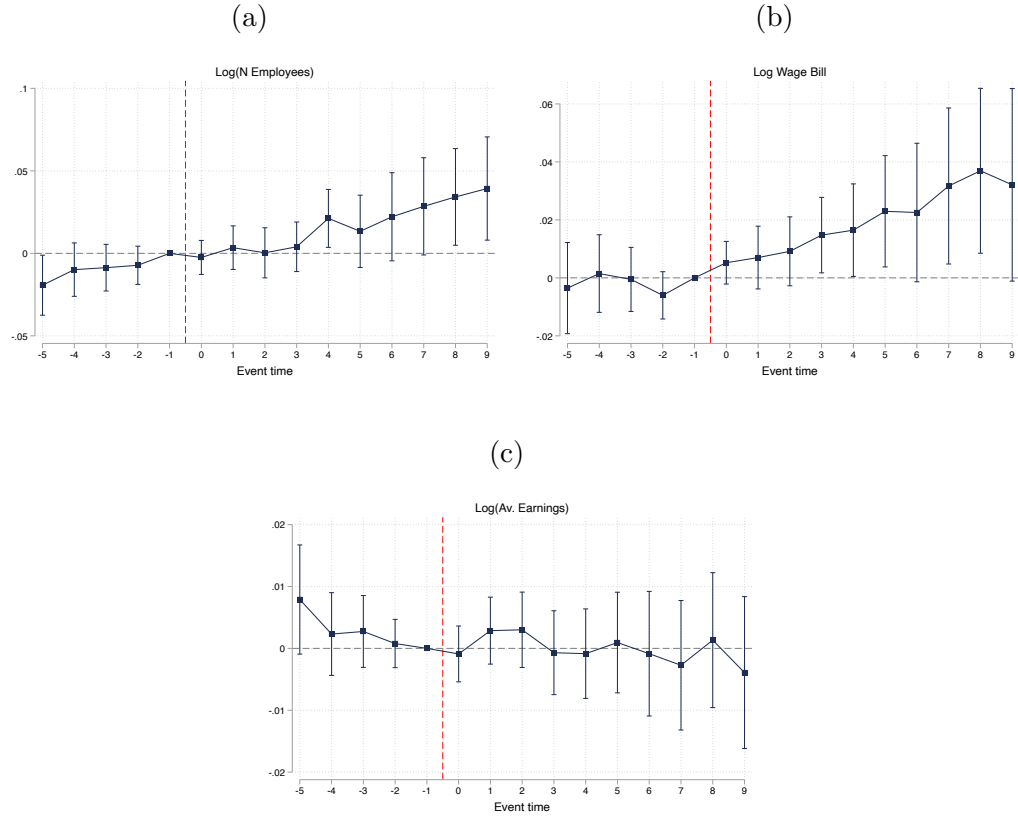 (a)
Log(N Employees)
.1
.05
0
-.05
-5 -4 -3 -2 -1 0 1 2 3 4 5 6 7 8 9
Event time
(b)
Log Wage Bill
.06
.04
.02
0
-.02
-5 -4 -3 -2 -1 0 1 2 3 4 5 6 7 8 9
Event time
(c)
Log(Av. Earnings)
.02
.01
0
-.01
-.02
-5 -4 -3 -2 -1 0 1 2 3 4 5 6 7 8 9
Event time